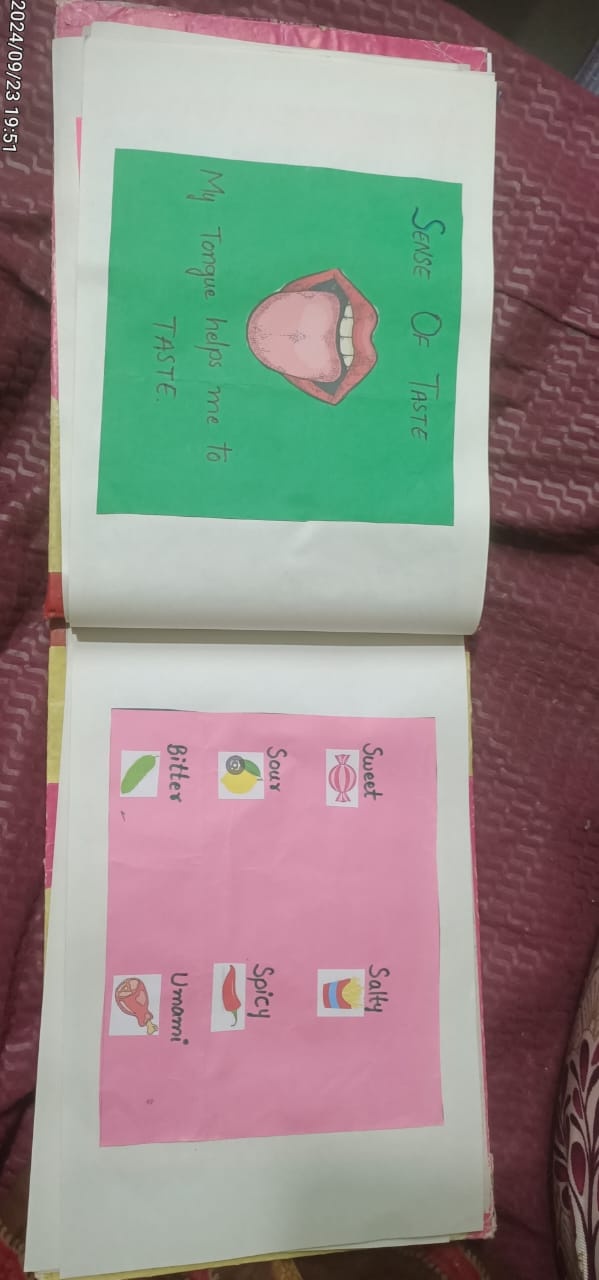 SENSE OF TASTE
My Tongue helps me to
TASTE.
Sweet
Salty
Sour
Spicy
Bitter
Umami
2024/09/23 19:51